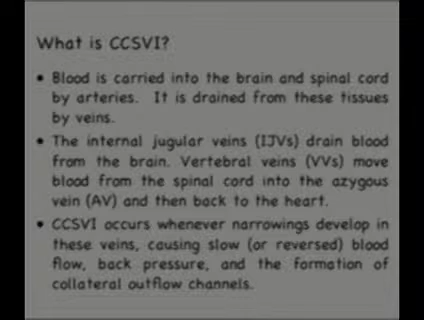 What is CCSVI?
• Blood is carried into the brain and spinal cord
by arteries. It is drained from these tissues
by veins.
• The internal jugular veins (IJVs) drain blood
from the brain. Vertebral veins (VVs) move
blood from the spinal cord into the azygous
vein (AV) and then back to the heart.
• CCSVI occurs whenever narrowings develop in
these veins, causing slow (or reversed) blood
flow, back pressure, and the formation of
collateral outflow channels.